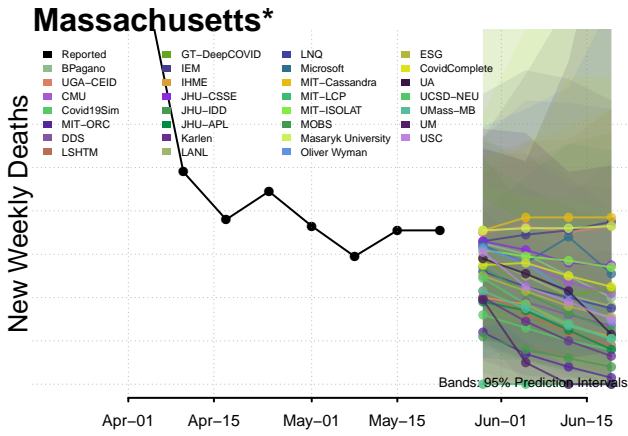 Massachusetts*
New Weekly Deaths
Reported
BPagano
UGA−CEID
CMU
Covid19Sim
MIT−ORC
DDS
LSHTM
GT−DeepCOVID
IEM
IHME
JHU−CSSE
JHU−IDD
JHU−APL
Karlen
LANL
LNQ
Microsoft
MIT−Cassandra
MIT−LCP
MIT−ISOLAT
MOBS
Masaryk University
Oliver Wyman
ESG
CovidComplete
UA
UCSD−NEU
UMass−MB
UM
USC
Bands: 95% Prediction Intervals
Apr−01 Apr−15 May−01 May−15 Jun−01 Jun−15